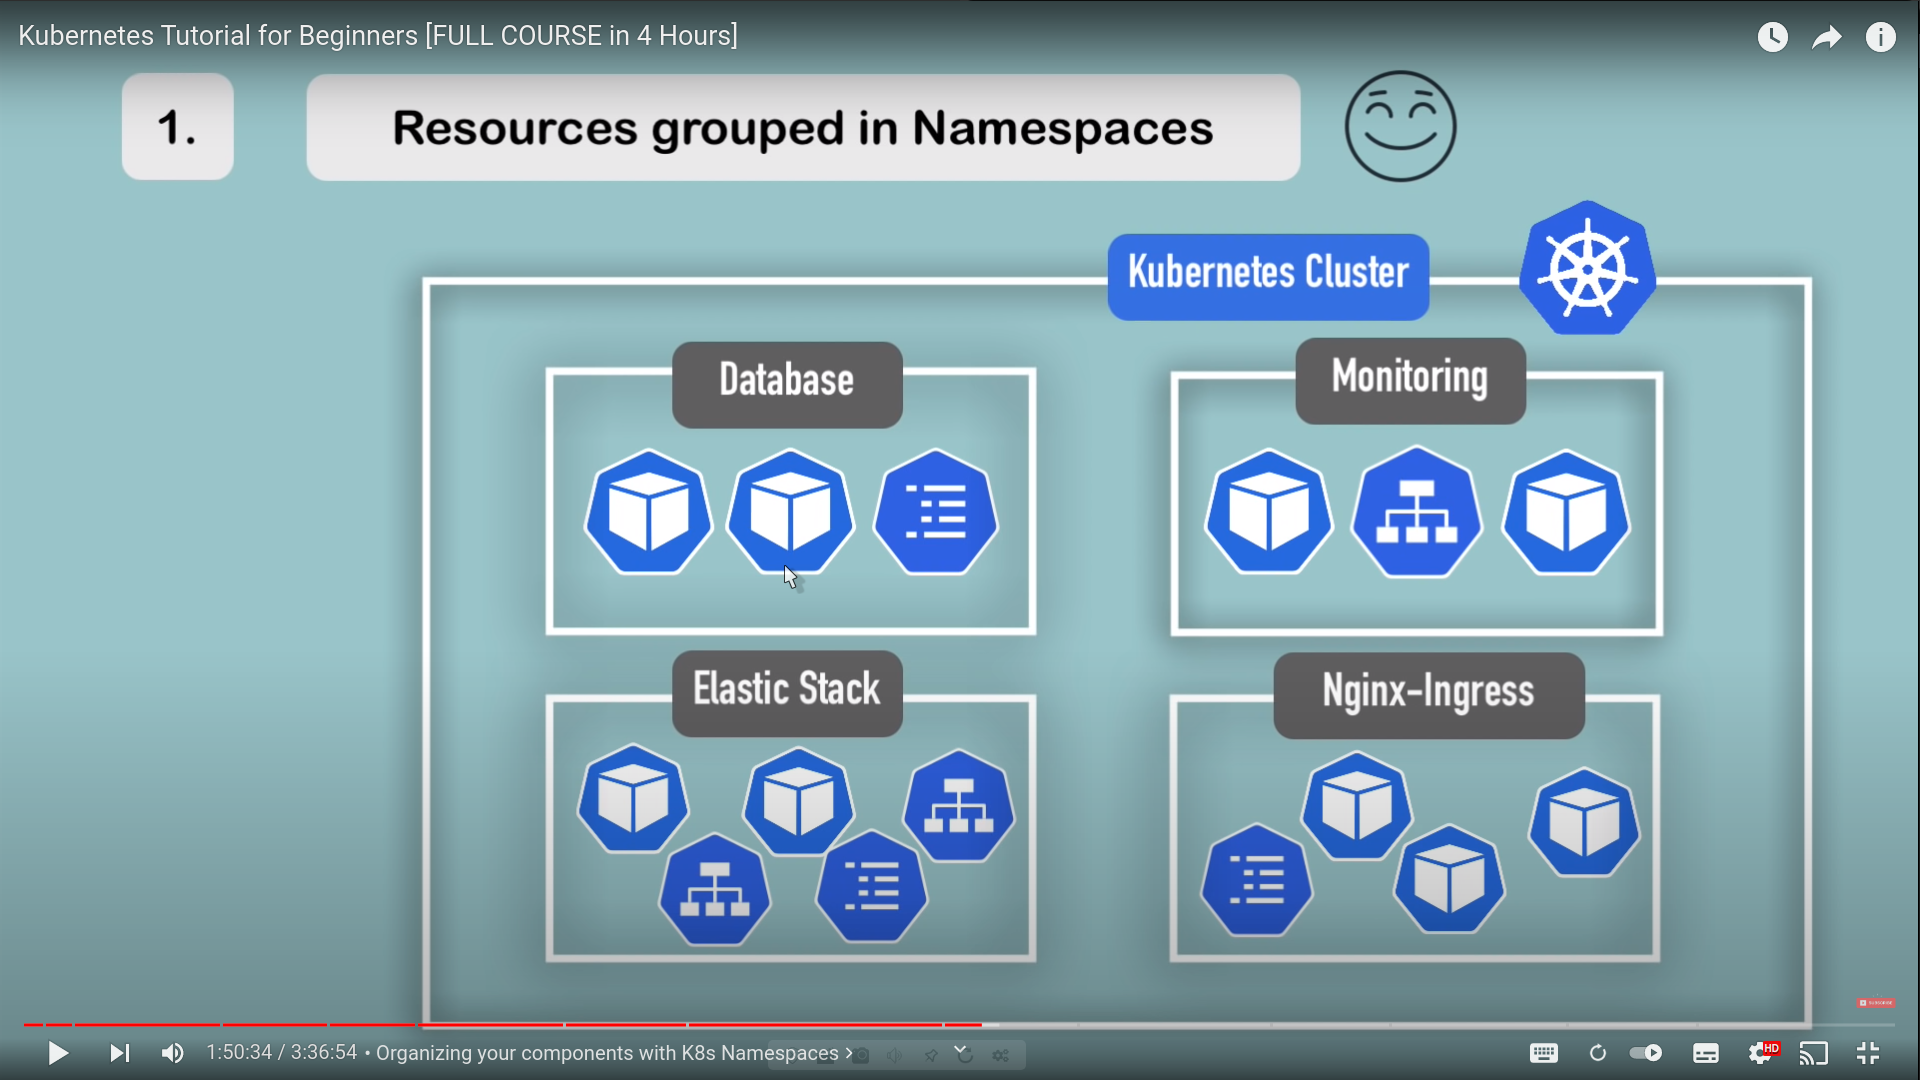 Kubernetes Tutorial for Beginners [FULL COURSE in 4 Hours]
1.
Resources grouped in Namespaces
Kubernetes Cluster
Database
Monitoring
Elastic Stack
Nginx-Ingress
SUBSCRIBE
1:50:34 / 3:36:54 • Organizing your components with K8s Namespaces >
HD